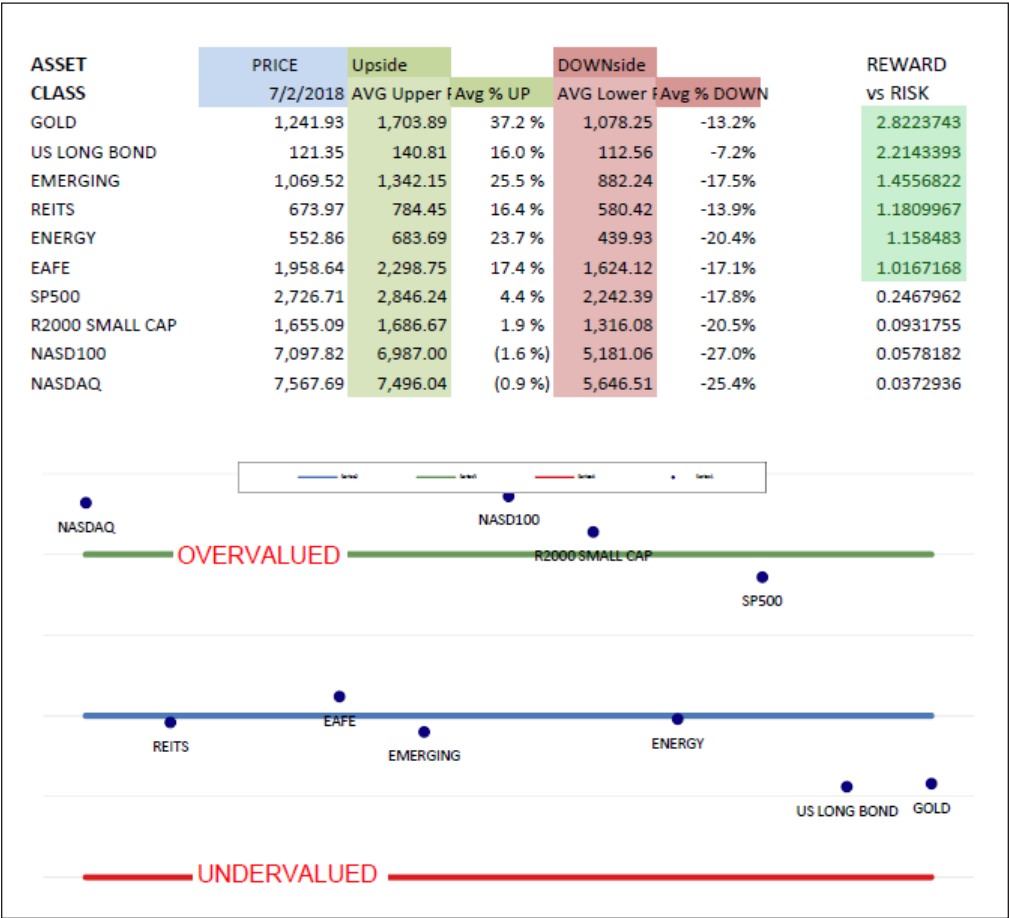 ASSET PRICE Upside DOWNside REWARD
CLASS 7/2/2018 AVG Upper Avg % UP AVG Lower Avg % DOWN vs RISK
GOLD 1,241.93 1,703.89 37.2 % 1,078.25 -13.2% 2.8223743
US LONG BOND 121.35 140.81 16.0 % 112.56 -7.2% 2.2143393
EMERGING 1,069.52 1,342.15 25.5 % 882.24 -17.5% 1.4556822
REITS 673.97 784.45 16.4 % 580.42 -13.9% 1.1809967
ENERGY 552.86 683.69 23.7 % 439.93 -20.4% 1.158483
EAFE 1,958.64 2,298.75 17.4 % 1,624.12 -17.1% 1.0167168
SP500 2,726.71 2,846.24 4.4 % 2,242.39 -17.8% 0.2467962
R2000 SMALL CAP 1,655.09 1,686.67 1.9 % 1,316.08 -20.5% 0.0931755
NASD100 7,097.82 6,987.00 (1.6 %) 5,181.06 -27.0% 0.0578182
NASDAQ 7,567.69 7,496.04 (0.9 %) 5,646.51 -25.4% 0.0372936
NASDAQ NASD100
OVERVALUED R2000 SMALL CAP
SP500
EAFE
REITS EMERGING ENERGY
US LONG BOND GOLD
UNDERVALUED